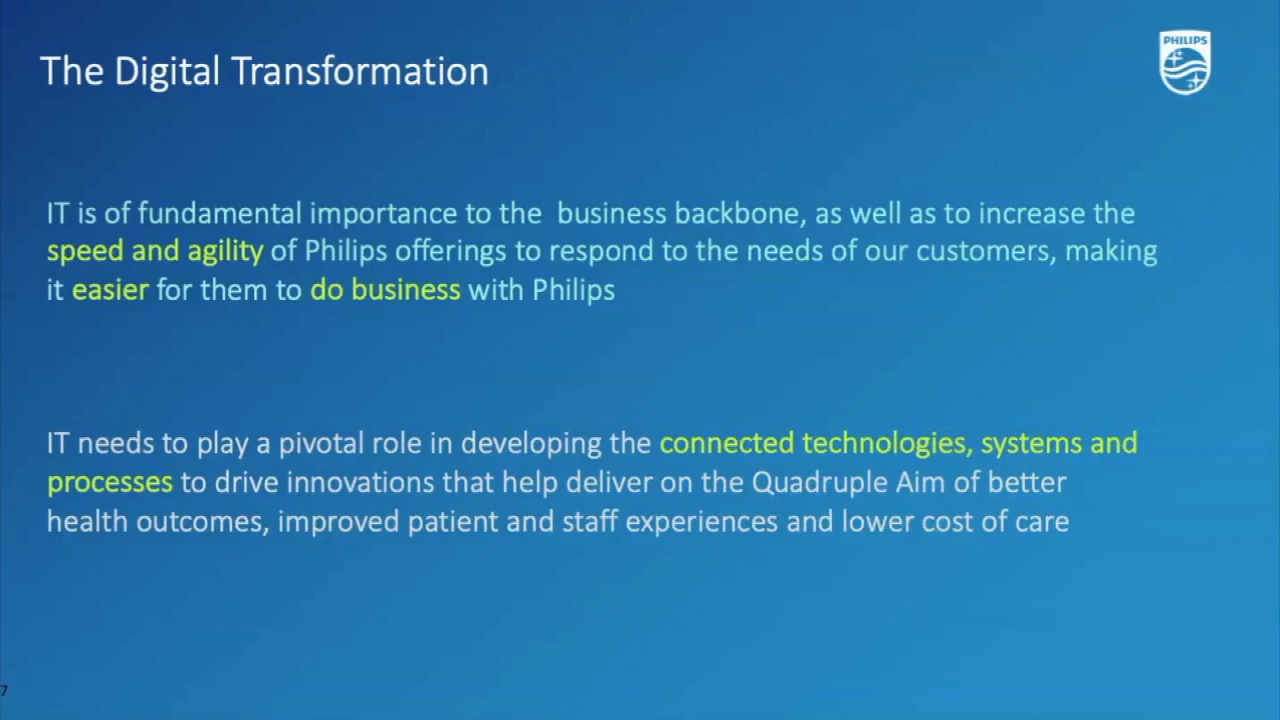 The Digital Transformation
PHILIPS
IT is of fundamental importance to the  business backbone, as well as to increase the
speed and agility of Philips offerings to respond to the needs of our customers, making
it easier for them to do business with Philips
IT needs to play a pivotal role in developing the connected technologies, systems and
processes to drive innovations that help deliver on the Quadruple Aim of better
health outcomes, improved patient and staff experiences and lower cost of care
7